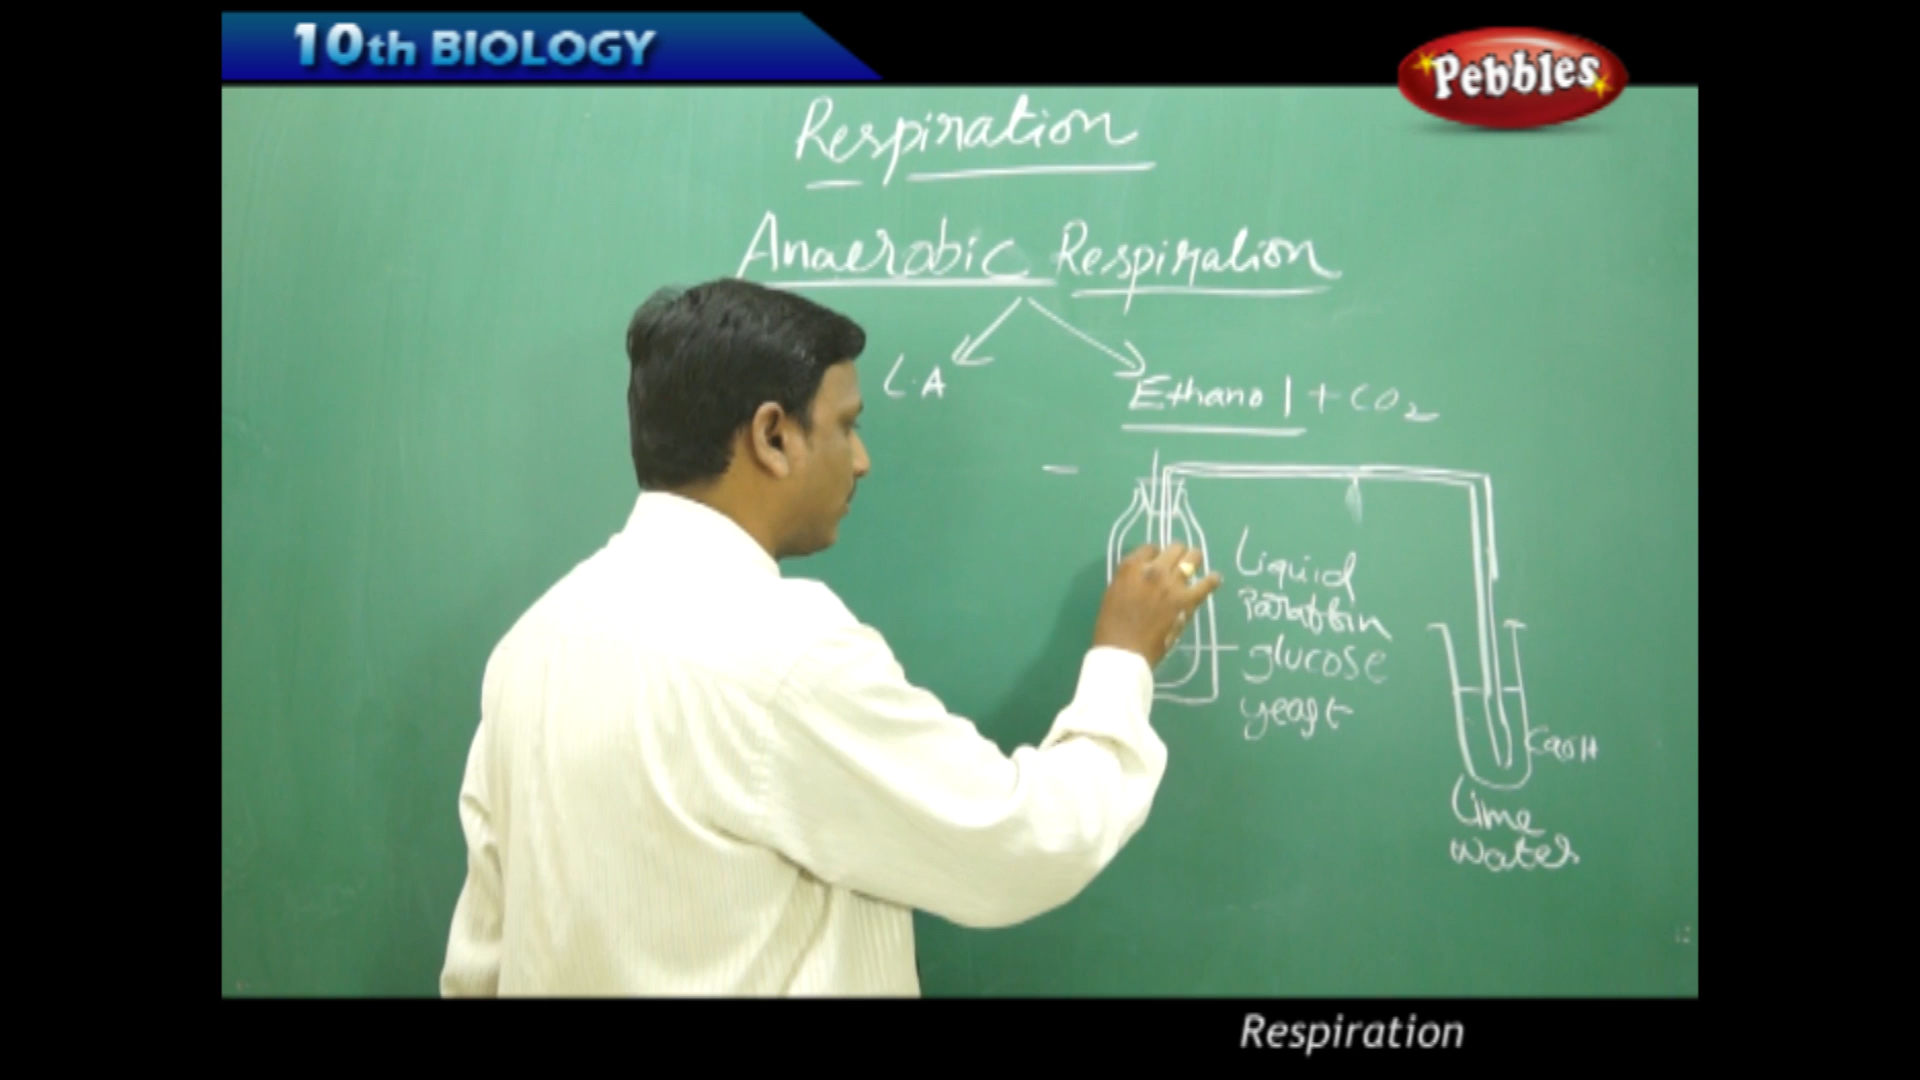 10th BIOLOGY
Pebbles
Respiration
Anaerobic Respiration
L.A
Ethanol + CO2
Liquid
Paraffin
glucose
yeast
CaOH
Lime
Water
Respiration